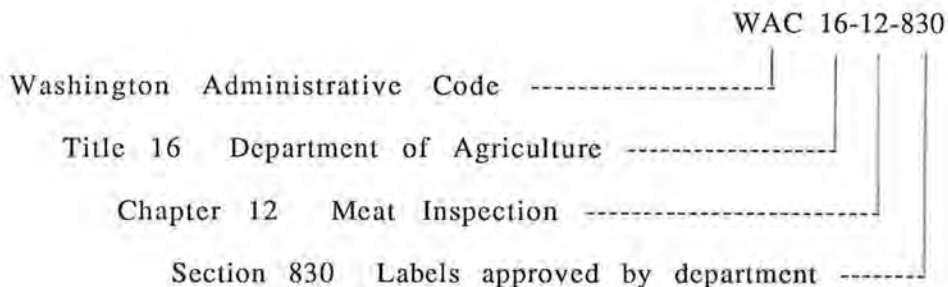 WAC 16-12-830
Washington Administrative Code
Title 16 Department of Agriculture
Chapter 12 Meat Inspection
Section 830 Labels approved by department